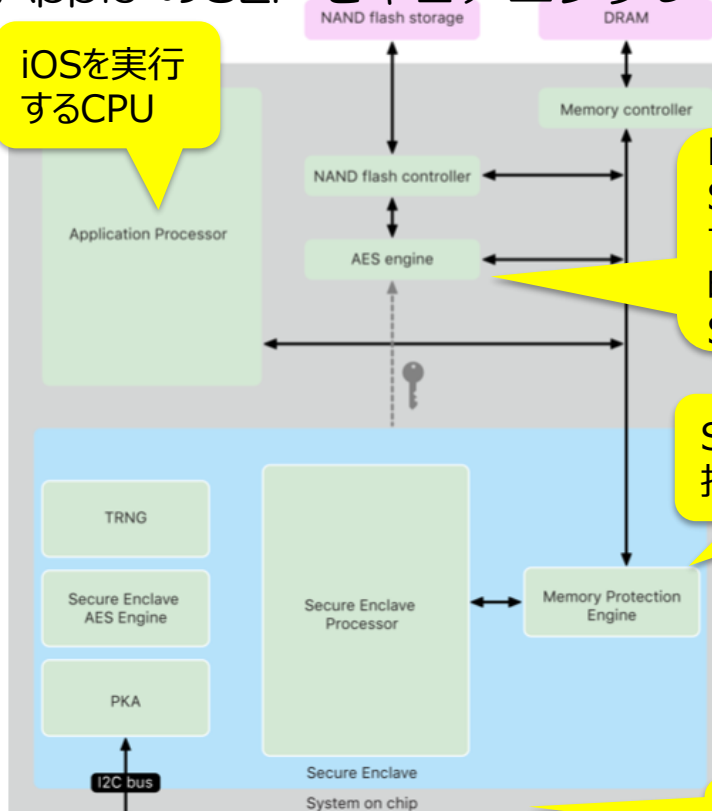 NAND flash storage
DRAM
iOSを実行
するCPU
Memory controller
NAND flash controller
Application Processor
AES engine
TRNG
Secure Enclave
AES Engine
Secure Enclave
Processor
Memory Protection
Engine
PKA
I2C bus
Secure Enclave
System on chip